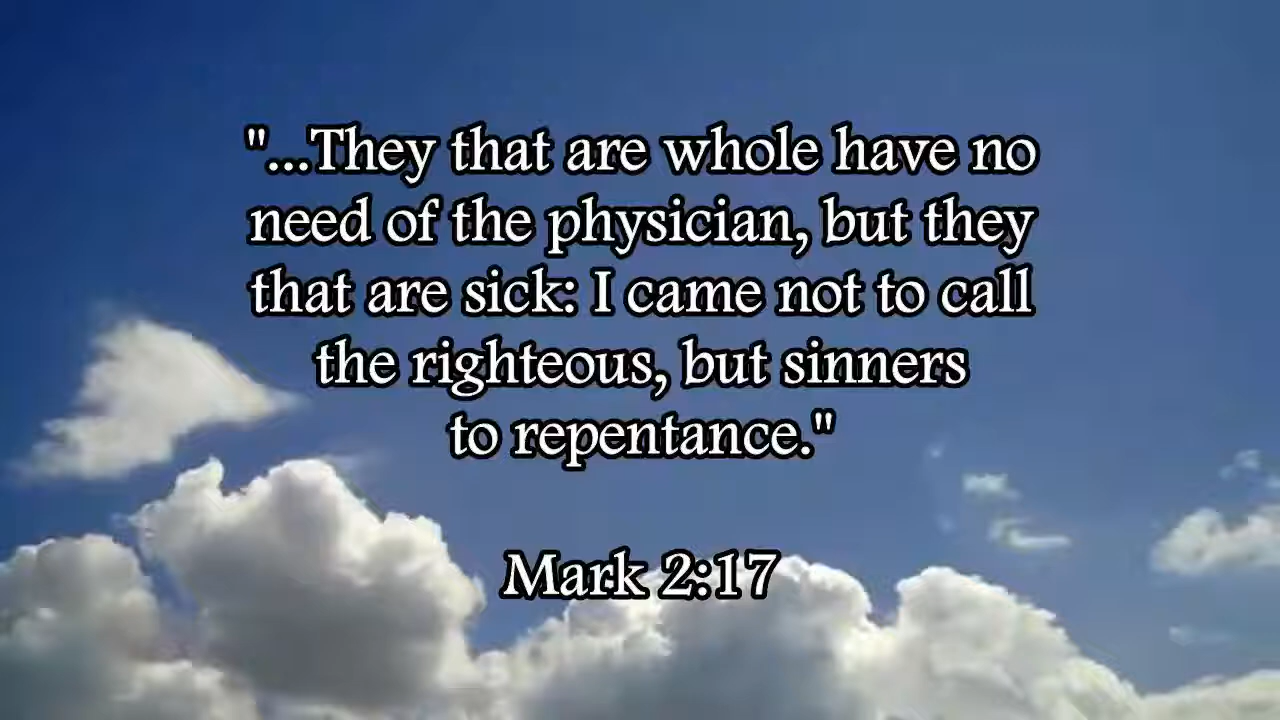 "...They that are whole have no
need of the physician, but they
that are sick: I came not to call
the righteous, but sinners
to repentance."
Mark 2:17